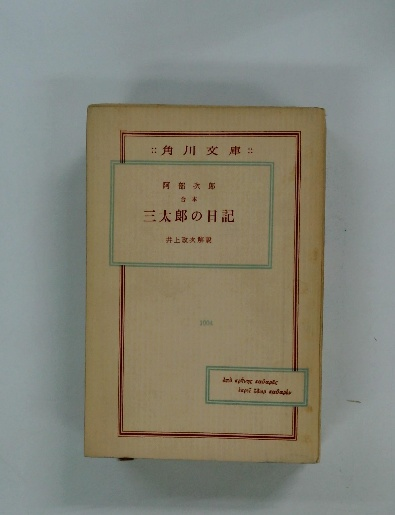 :: 角川文庫 ::
阿部次郎
合本
三太郎の日記
井上政次解説